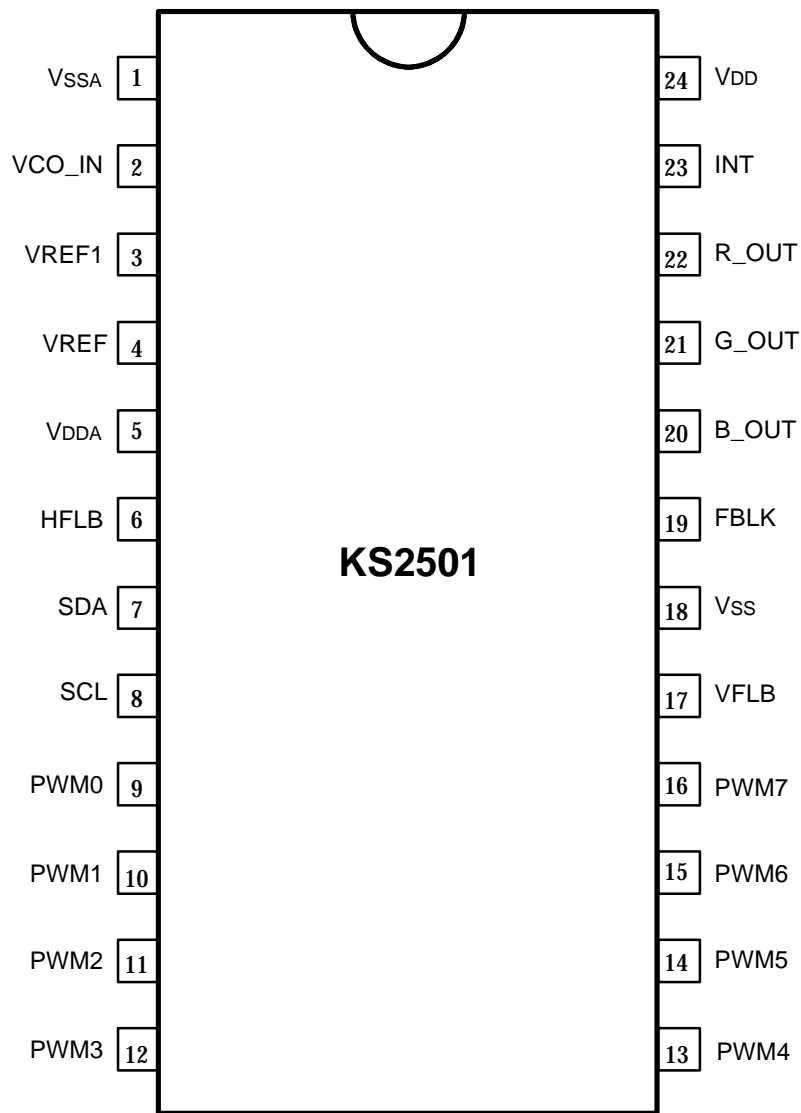 VSSA 1
VCO_IN 2
VREF1 3
VREF 4
VDDA 5
HFLB 6
SDA 7
SCL 8
PWM0 9
PWM1 10
PWM2 11
PWM3 12
KS2501
24 VDD
23 INT
22 R_OUT
21 G_OUT
20 B_OUT
19 FBLK
18 VSS
17 VFLB
16 PWM7
15 PWM6
14 PWM5
13 PWM4